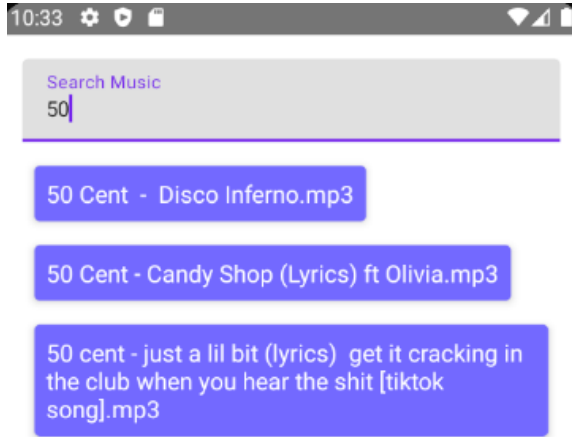 10:33
Search Music
50
50 Cent  -  Disco Inferno.mp3
50 Cent - Candy Shop (Lyrics) ft Olivia.mp3
50 cent - just a lil bit (lyrics)  get it cracking in
the club when you hear the shit [tiktok
song].mp3